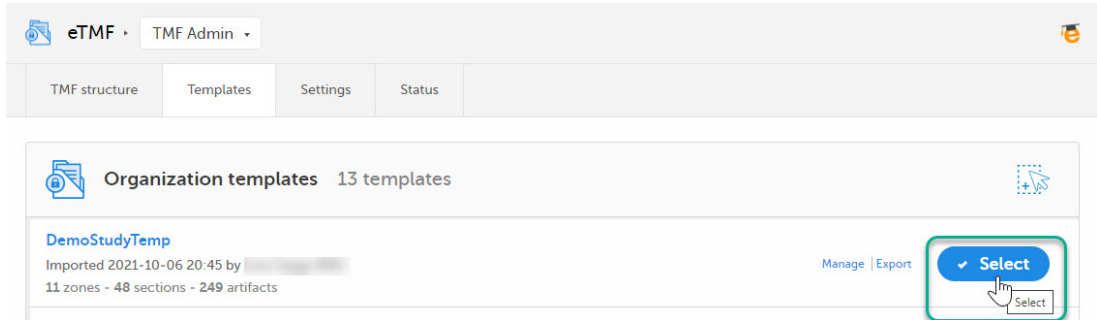 eTMF TMF Admin
TMF structure Templates Settings Status
Organization templates 13 templates
DemoStudyTemp
Imported 2021-10-06 20:45 by
Manage | Export
Select
11 zones - 48 sections - 249 artifacts
Select